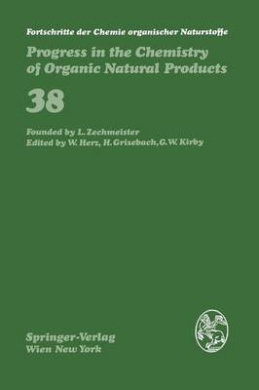 Fortschritte der Chemie organischer Naturstoffe
Progress in the Chemistry
of Organic Natural Products
38
Founded by L. Zechmeister
Edited by W. Herz, H. Grisebach, G. W. Kirby
Springer-Verlag
Wien New York